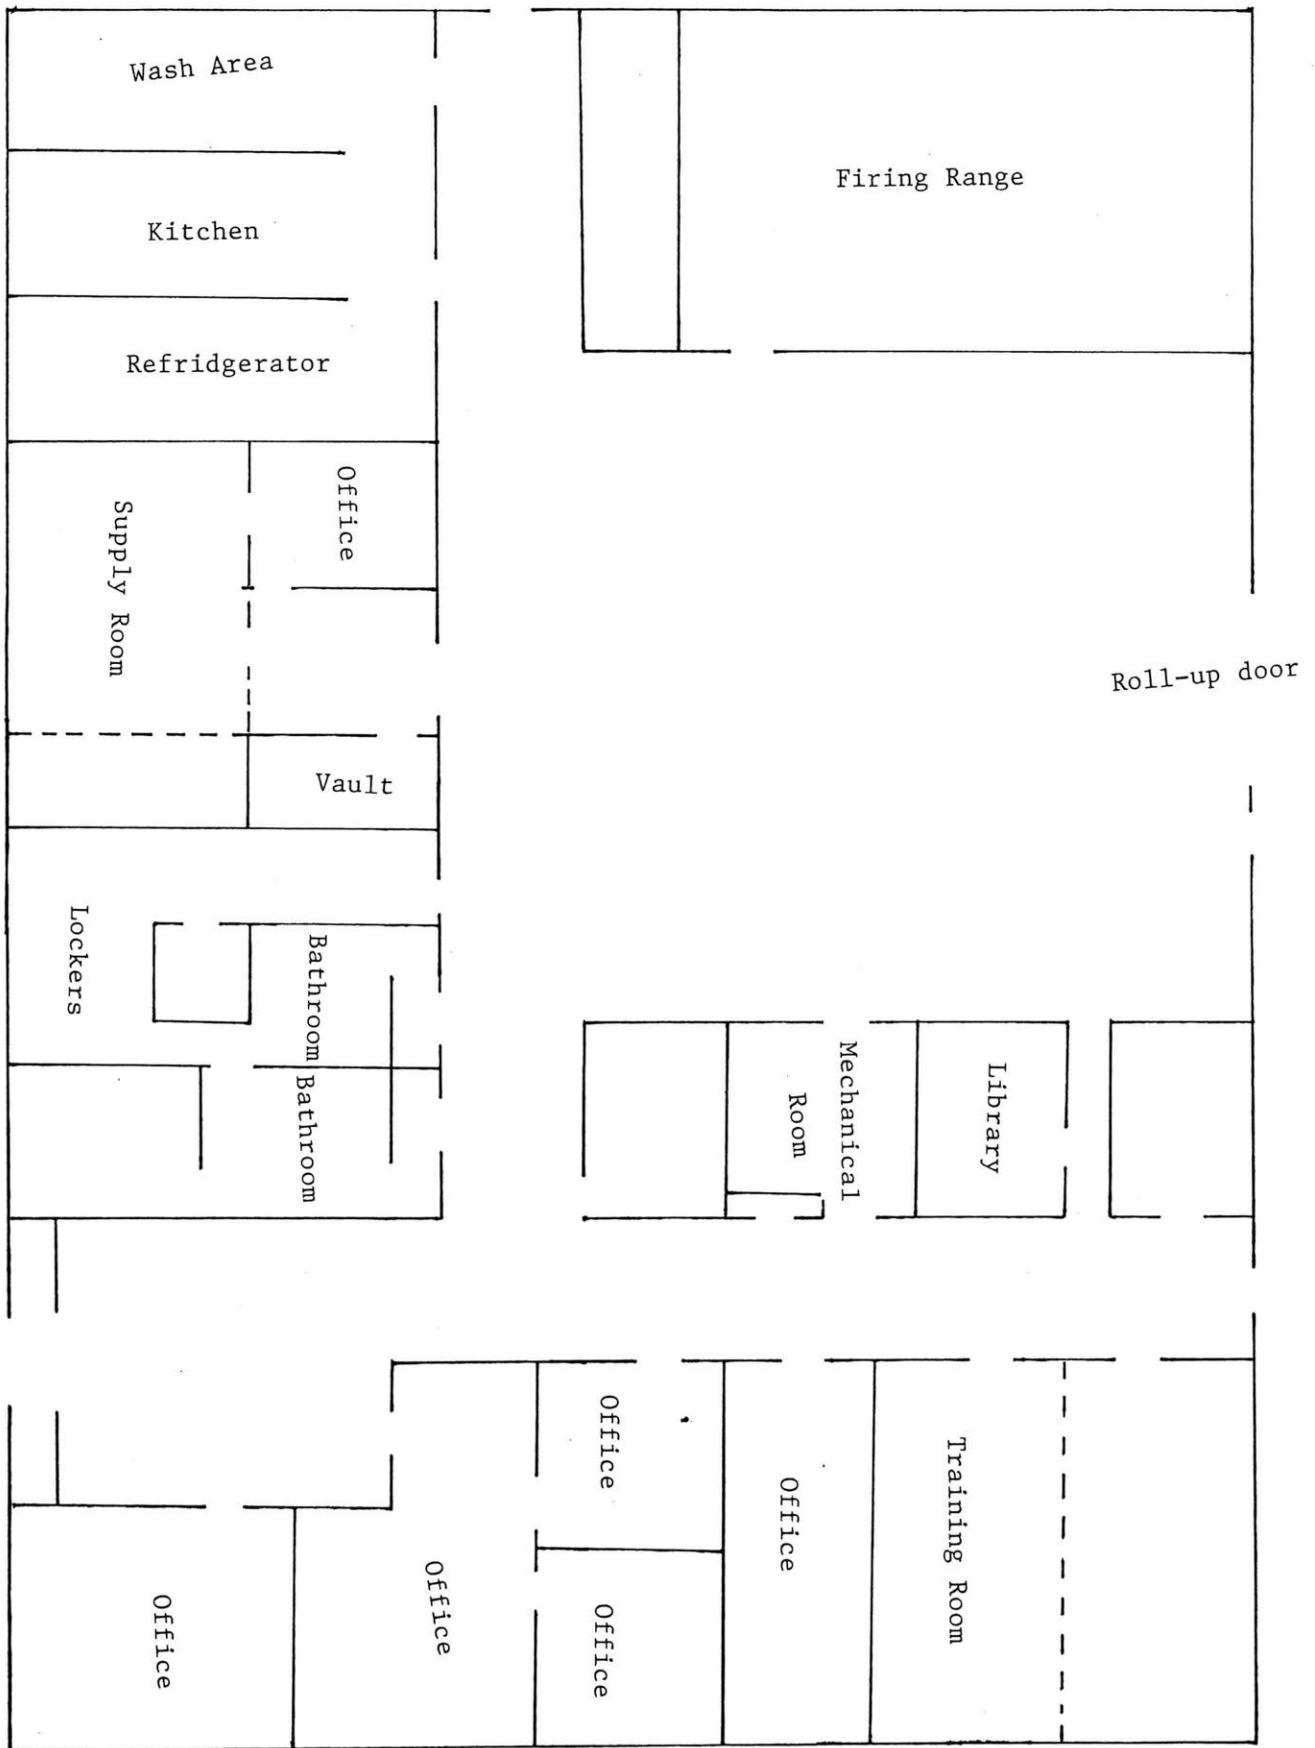 Wash Area
Firing Range
Kitchen
Refridgerator
Office
Supply Room
Roll-up door
Vault
Lockers
Bathroom
Bathroom
Mechanical
Room
Library
Office
Office
Training Room
Office
Office
Office